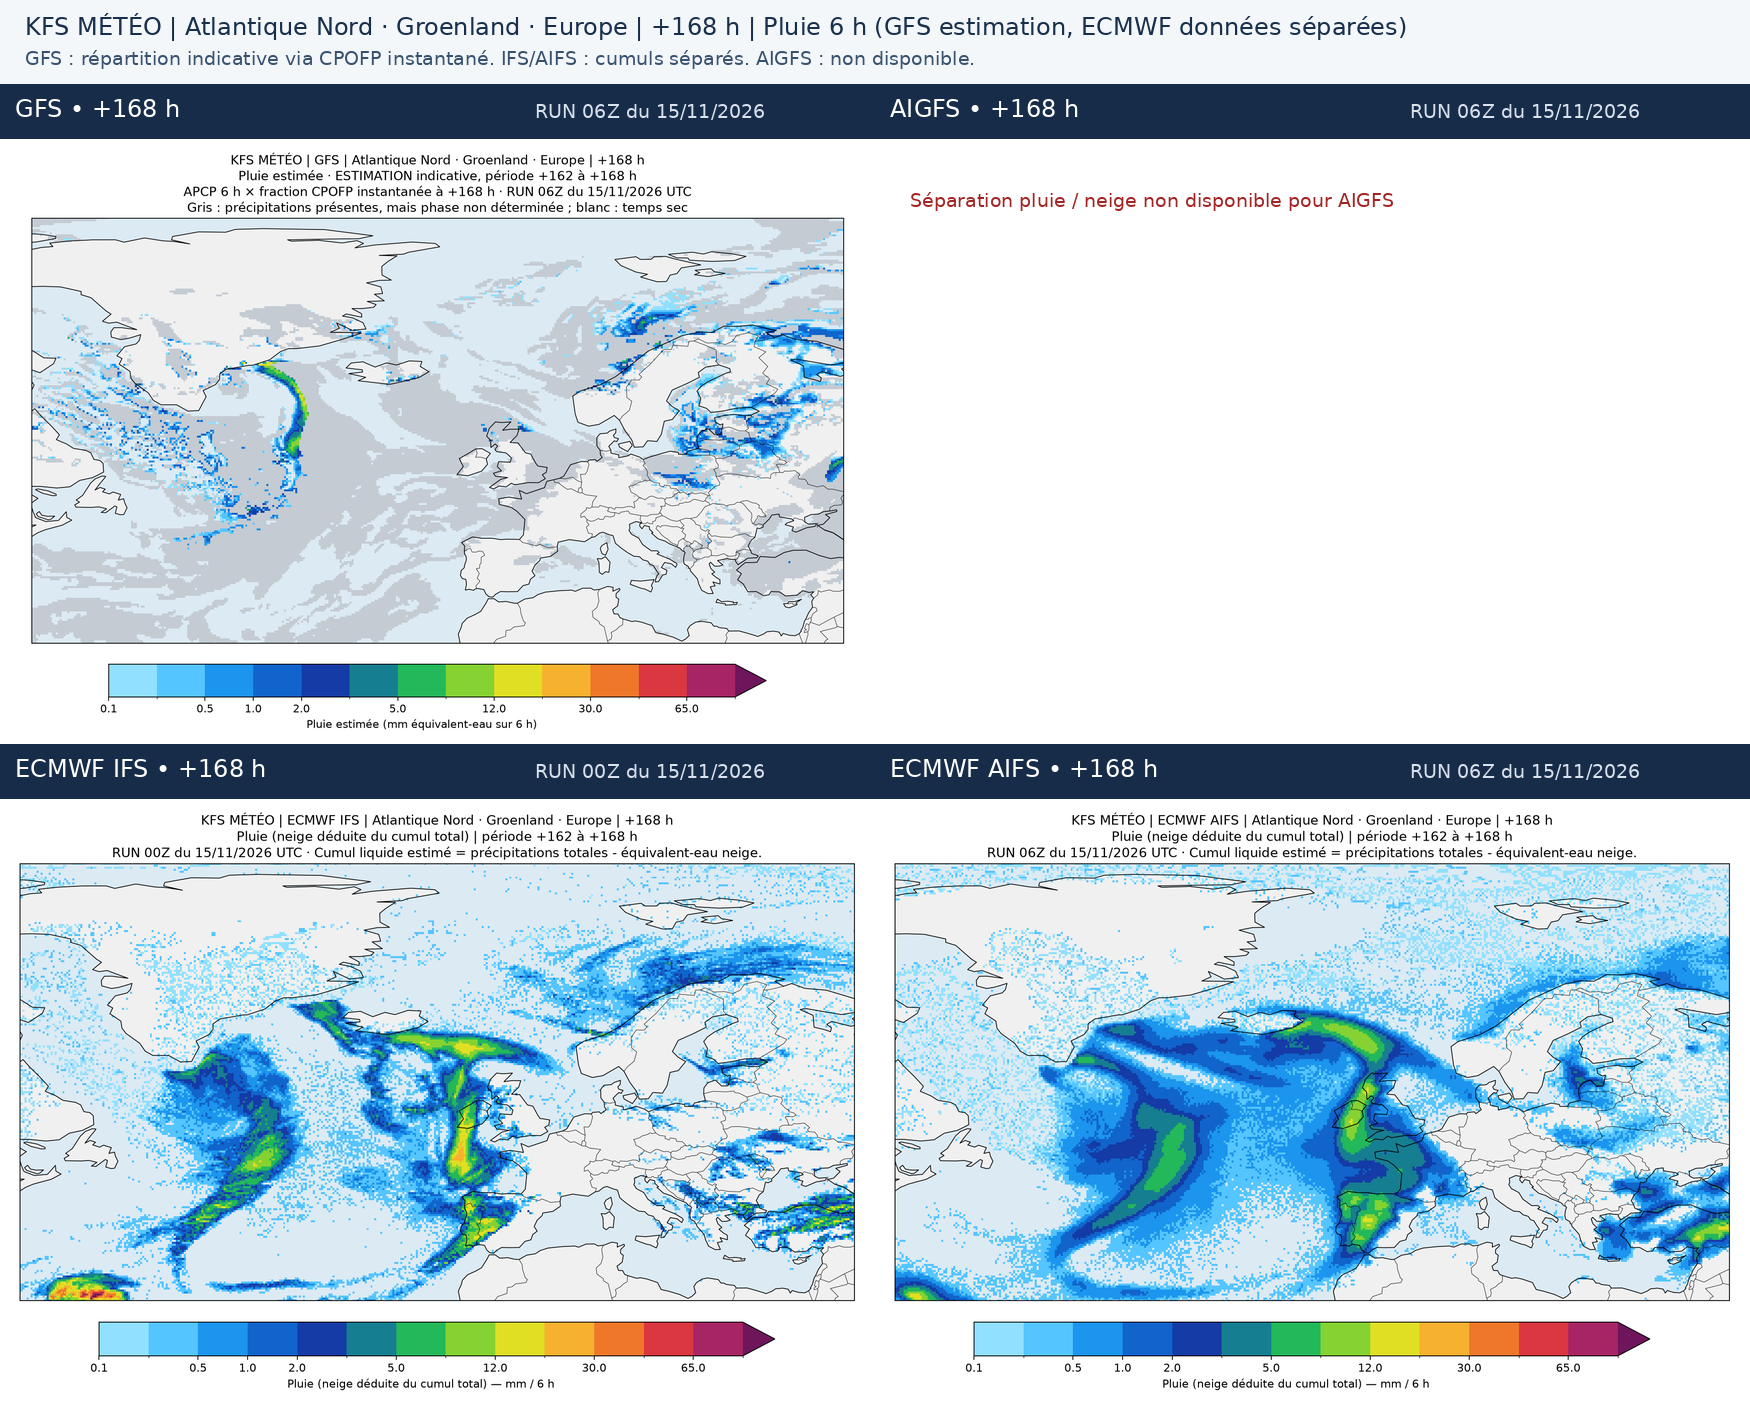 KFS MÉTÉO | Atlantique Nord · Groenland · Europe | +168 h | Pluie 6 h (GFS estimation, ECMWF données séparées)
GFS : répartition indicative via CPOFP instantané. IFS/AIFS : cumuls séparés. AIGFS : non disponible.
GFS • +168 h
RUN 06Z du 15/11/2026
AIGFS • +168 h
RUN 06Z du 15/11/2026
KFS MÉTÉO | GFS | Atlantique Nord · Groenland · Europe | +168 h
Pluie estimée · ESTIMATION indicative, période +162 à +168 h
APCP 6 h × fraction CPOFP instantanée à +168 h · RUN 06Z du 15/11/2026 UTC
Gris : précipitations présentes, mais phase non déterminée ; blanc : temps sec
Séparation pluie / neige non disponible pour AIGFS
0.1 0.5 1.0 2.0 5.0 12.0 30.0 65.0
Pluie estimée (mm équivalent-eau sur 6 h)
ECMWF IFS • +168 h
RUN 00Z du 15/11/2026
ECMWF AIFS • +168 h
RUN 06Z du 15/11/2026
KFS MÉTÉO | ECMWF IFS | Atlantique Nord · Groenland · Europe | +168 h
Pluie (neige déduite du cumul total) | période +162 à +168 h
RUN 00Z du 15/11/2026 UTC · Cumul liquide estimé = précipitations totales - équivalent-eau neige.
KFS MÉTÉO | ECMWF AIFS | Atlantique Nord · Groenland · Europe | +168 h
Pluie (neige déduite du cumul total) | période +162 à +168 h
RUN 06Z du 15/11/2026 UTC · Cumul liquide estimé = précipitations totales - équivalent-eau neige.
0.1 0.5 1.0 2.0 5.0 12.0 30.0 65.0
Pluie (neige déduite du cumul total) — mm / 6 h
0.1 0.5 1.0 2.0 5.0 12.0 30.0 65.0
Pluie (neige déduite du cumul total) — mm / 6 h